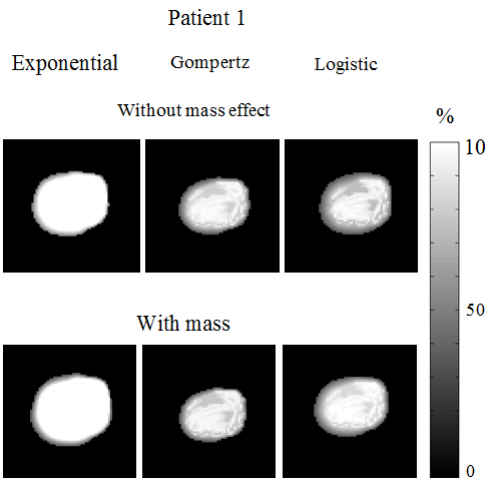 Patient 1
Exponential Gompertz Logistic
Without mass effect
%
10
50
With mass
0